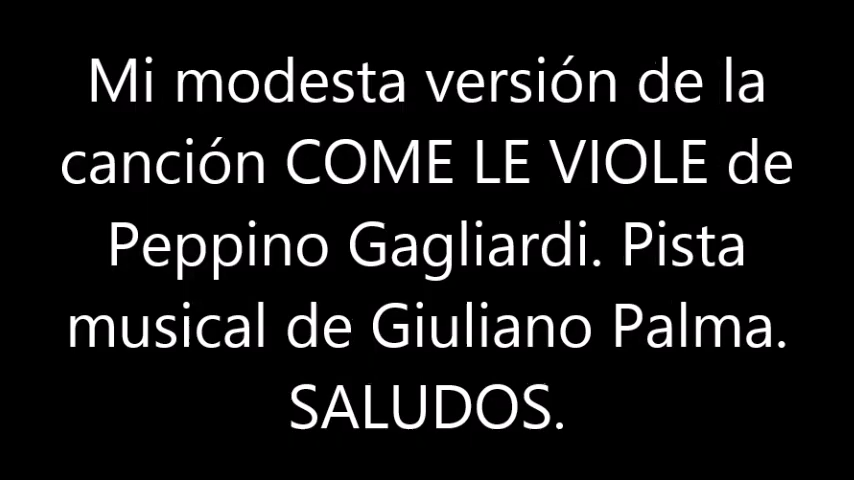 Mi modesta versión de la
canción COME LE VIOLE de
Peppino Gagliardi. Pista
musical de Giuliano Palma.
SALUDOS.